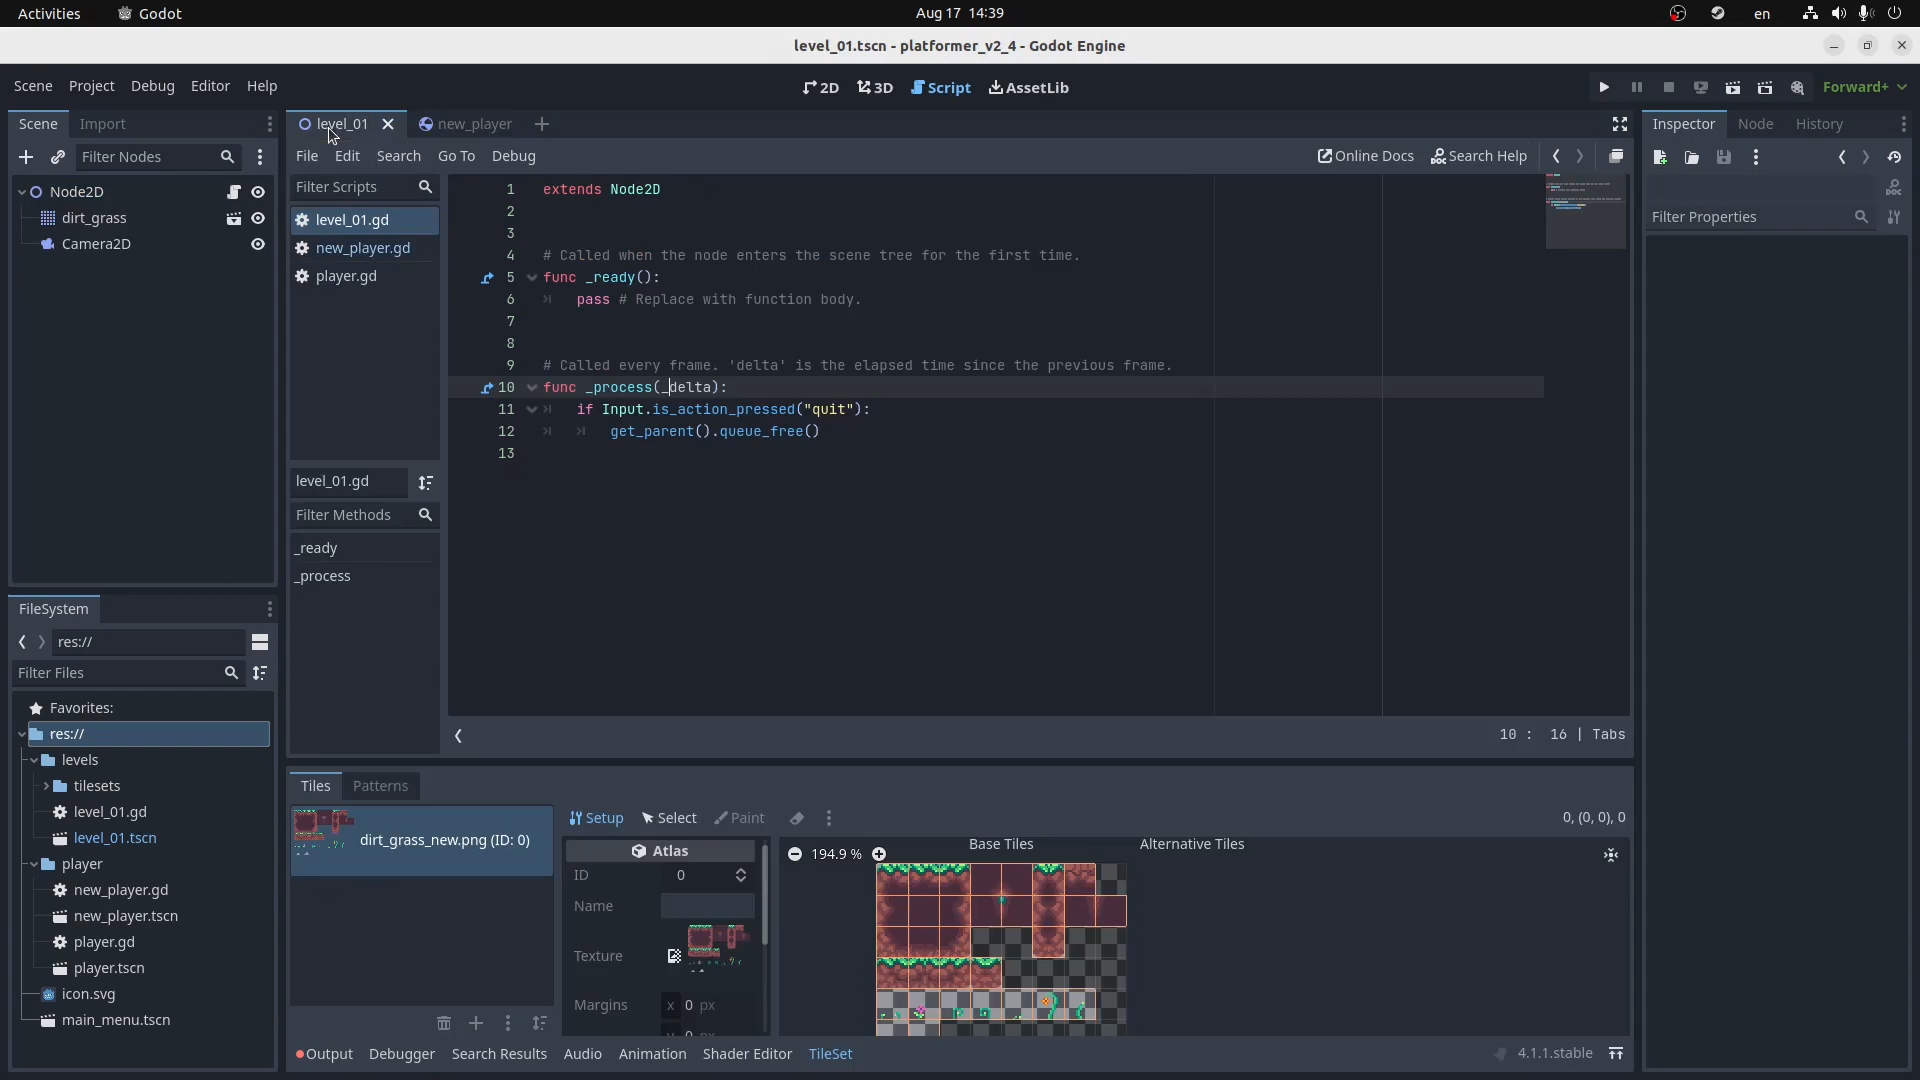 Activities Godot Aug 17 14:39 en
level_01.tscn - platformer_v2_4 - Godot Engine
Scene Project Debug Editor Help 2D 3D Script AssetLib Forward+
Scene Import level_01 new_player Inspector Node History
Filter Nodes File Edit Search Go To Debug Online Docs Search Help
Filter Scripts
Node2D
dirt_grass
Camera2D
level_01.gd
new_player.gd
player.gd
Filter Properties
1 extends Node2D
2
3
4 # Called when the node enters the scene tree for the first time.
5 func _ready():
6 pass # Replace with function body.
7
8
9 # Called every frame. 'delta' is the elapsed time since the previous frame.
10 func _process(_delta):
11 if Input.is_action_pressed("quit"):
12 get_parent().queue_free()
13
level_01.gd
Filter Methods
_ready
_process
10 : 16 | Tabs
FileSystem
res://
Filter Files
Favorites:
res://
levels
tilesets
level_01.gd
level_01.tscn
player
new_player.gd
new_player.tscn
player.gd
player.tscn
icon.svg
main_menu.tscn
Tiles Patterns
dirt_grass_new.png (ID: 0)
Setup Select Paint 0, (0, 0), 0
Atlas
ID 0
Name
Texture
Margins x 0 px
194.9 % Base Tiles Alternative Tiles
Output Debugger Search Results Audio Animation Shader Editor TileSet 4.1.1.stable